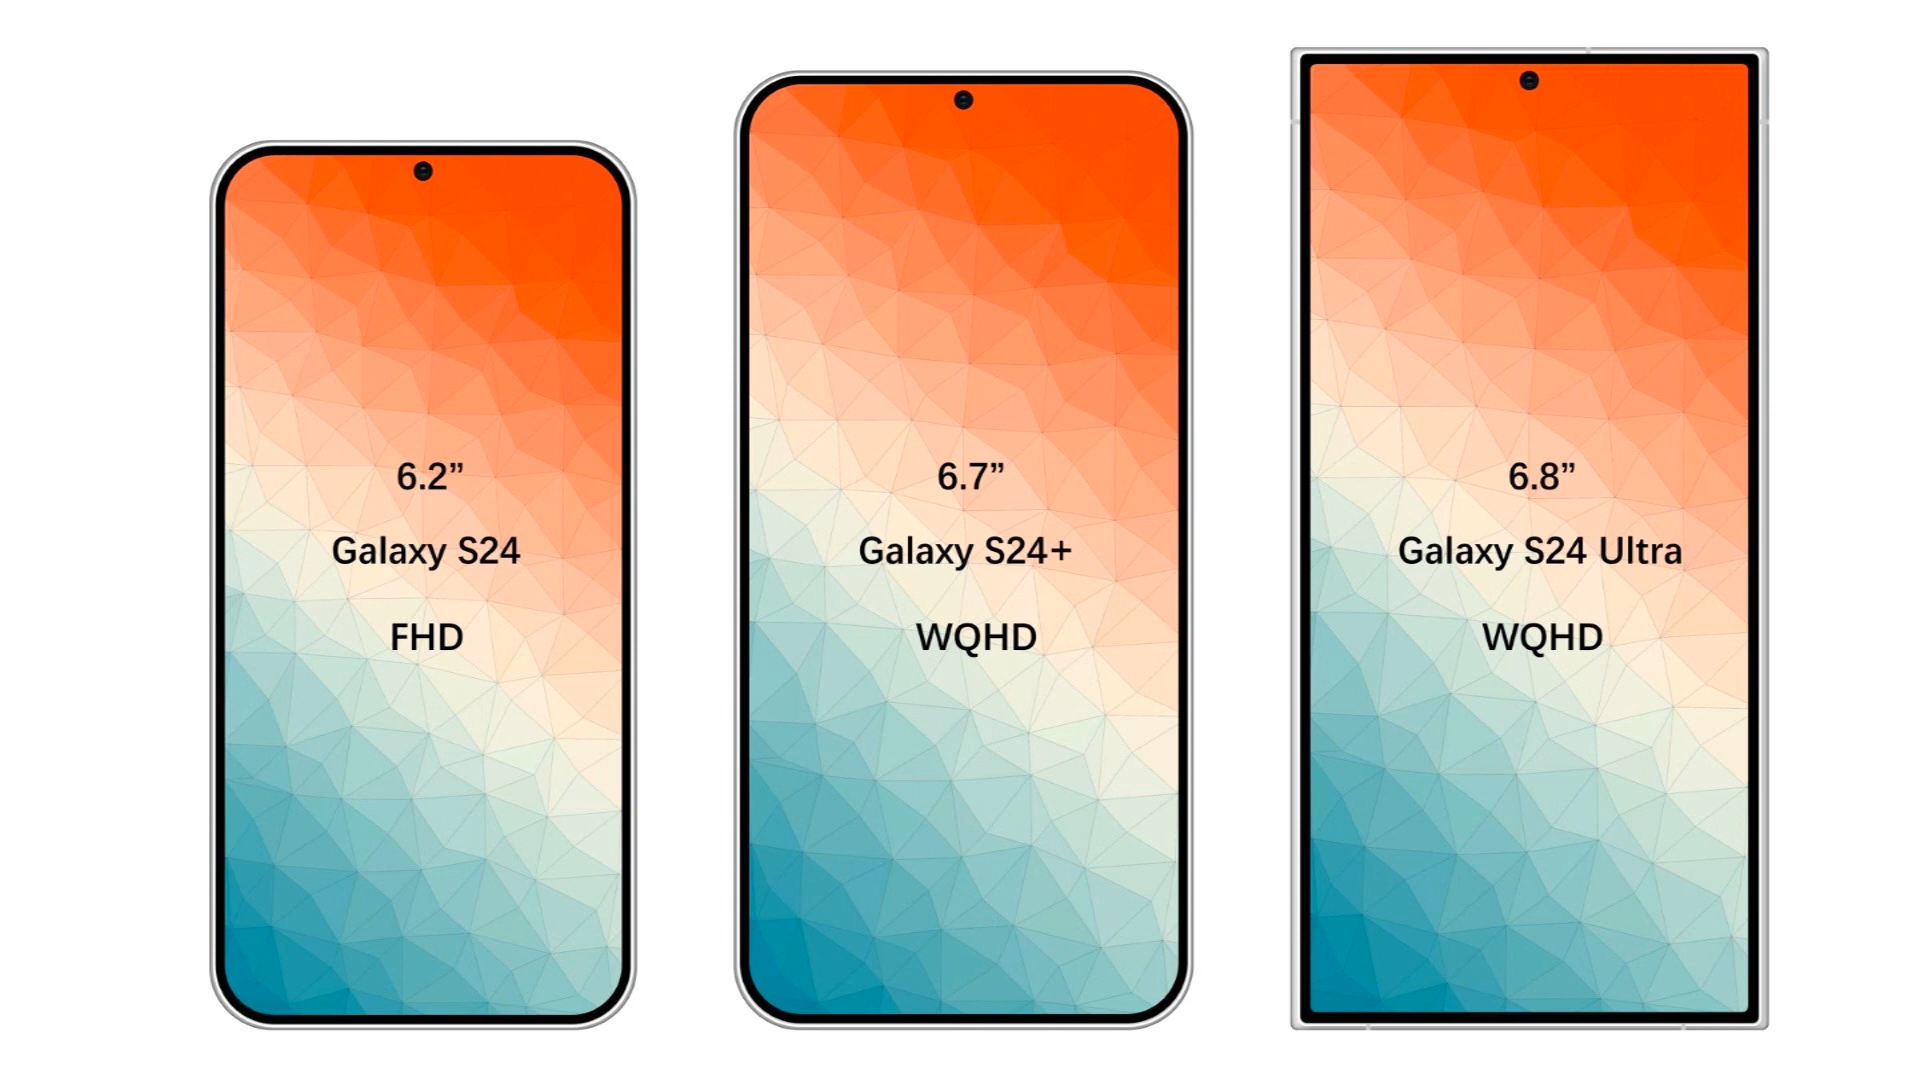 6.2”
Galaxy S24
FHD
6.7”
Galaxy S24+
WQHD
6.8”
Galaxy S24 Ultra
WQHD